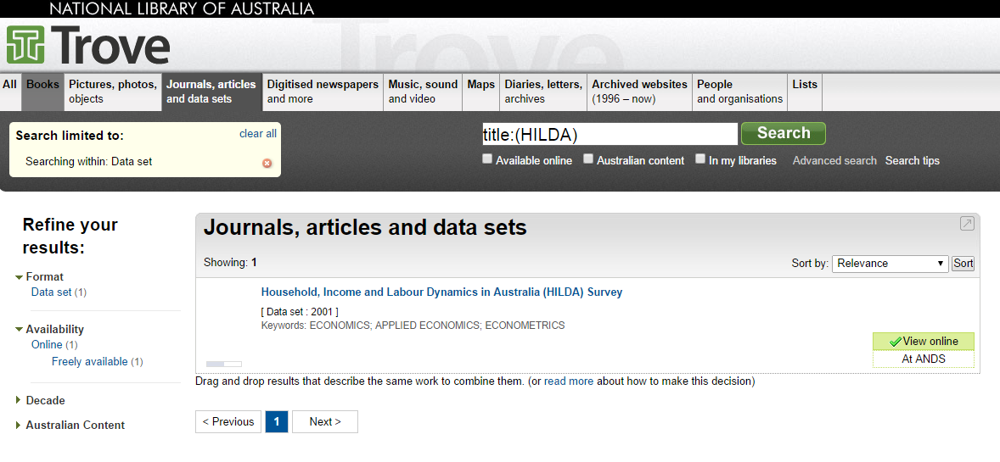 NATIONAL LIBRARY OF AUSTRALIA
Trove
All
Books
Pictures, photos,
objects
Journals, articles
and data sets
Digitised newspapers
and more
Music, sound
and video
Maps
Diaries, letters,
archives
Archived websites
(1996 – now)
People
and organisations
Lists
Search limited to:
clear all
Searching within: Data set
title:(HILDA)
Search
Available online
Australian content
In my libraries
Advanced search
Search tips
Refine your
results:
Format
Data set (1)
Availability
Online (1)
Freely available (1)
Decade
Australian Content
Journals, articles and data sets
Showing: 1
Sort by:
Relevance
Sort
Household, Income and Labour Dynamics in Australia (HILDA) Survey
[ Data set : 2001 ]
Keywords: ECONOMICS; APPLIED ECONOMICS; ECONOMETRICS
View online
At ANDS
Drag and drop results that describe the same work to combine them. (or read more about how to make this decision)
< Previous
1
Next >